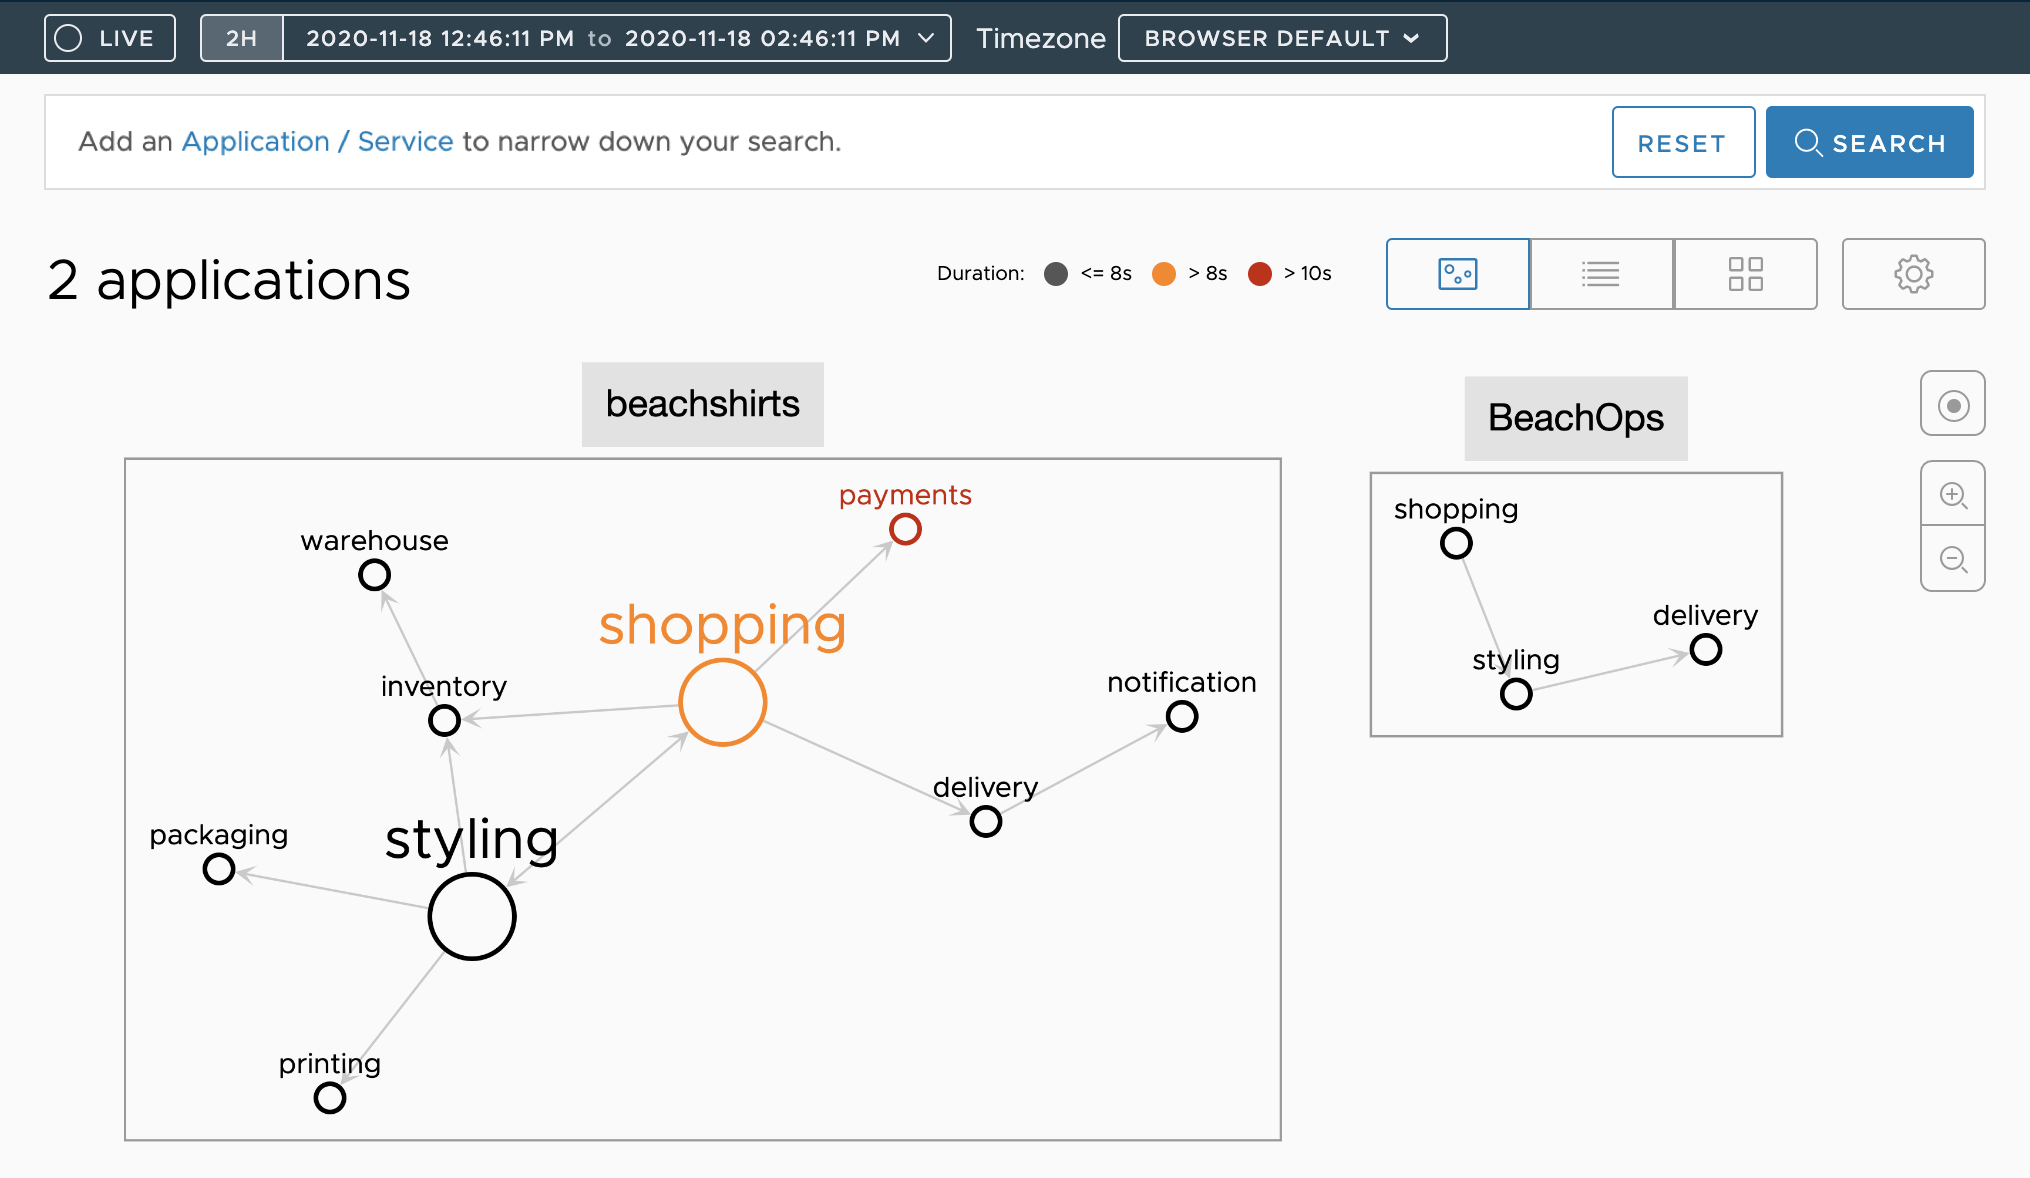 LIVE 2H 2020-11-18 12:46:11 PM to 2020-11-18 02:46:11 PM Timezone BROWSER DEFAULT
Add an Application / Service to narrow down your search. RESET SEARCH
2 applications Duration: <= 8s > 8s > 10s
beachshirts
payments
warehouse
shopping
inventory
notification
delivery
packaging
styling
printing
BeachOps
shopping
delivery
styling